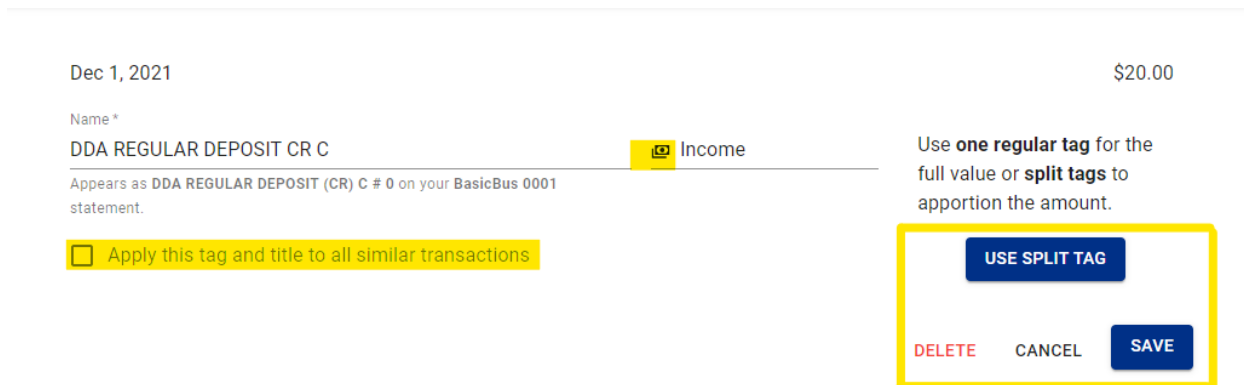 Dec 1, 2021
$20.00
Name *
DDA REGULAR DEPOSIT CR C
Income
Appears as DDA REGULAR DEPOSIT (CR) C # 0 on your BasicBus 0001
statement.
Apply this tag and title to all similar transactions
Use one regular tag for the
full value or split tags to
apportion the amount.
USE SPLIT TAG
DELETE CANCEL SAVE